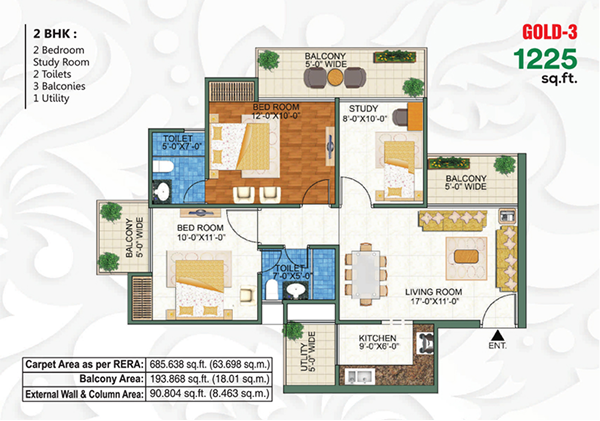 2 BHK :
2 Bedroom
Study Room
2 Toilets
3 Balconies
1 Utility
GOLD-3
1225
sq.ft.
BALCONY
5'-0" WIDE
BED ROOM
12'-0"X10'-0"
STUDY
8'-0"X10'-0"
TOILET
5'-0"X7'-0"
BALCONY
5'-0" WIDE
BALCONY
5'-0" WIDE
BED ROOM
10'-0"X11'-0"
TOILET
7'-0"X5'-0"
LIVING ROOM
17'-0"X11'-0"
KITCHEN
9'-0"X6'-0"
UTLITY
5'-0" WIDE
ENT.
Carpet Area as per RERA: 685.638 sq.ft. (63.698 sq.m.)
Balcony Area: 193.868 sq.ft. (18.01 sq.m.)
External Wall & Column Area: 90.804 sq.ft. (8.463 sq.m.)